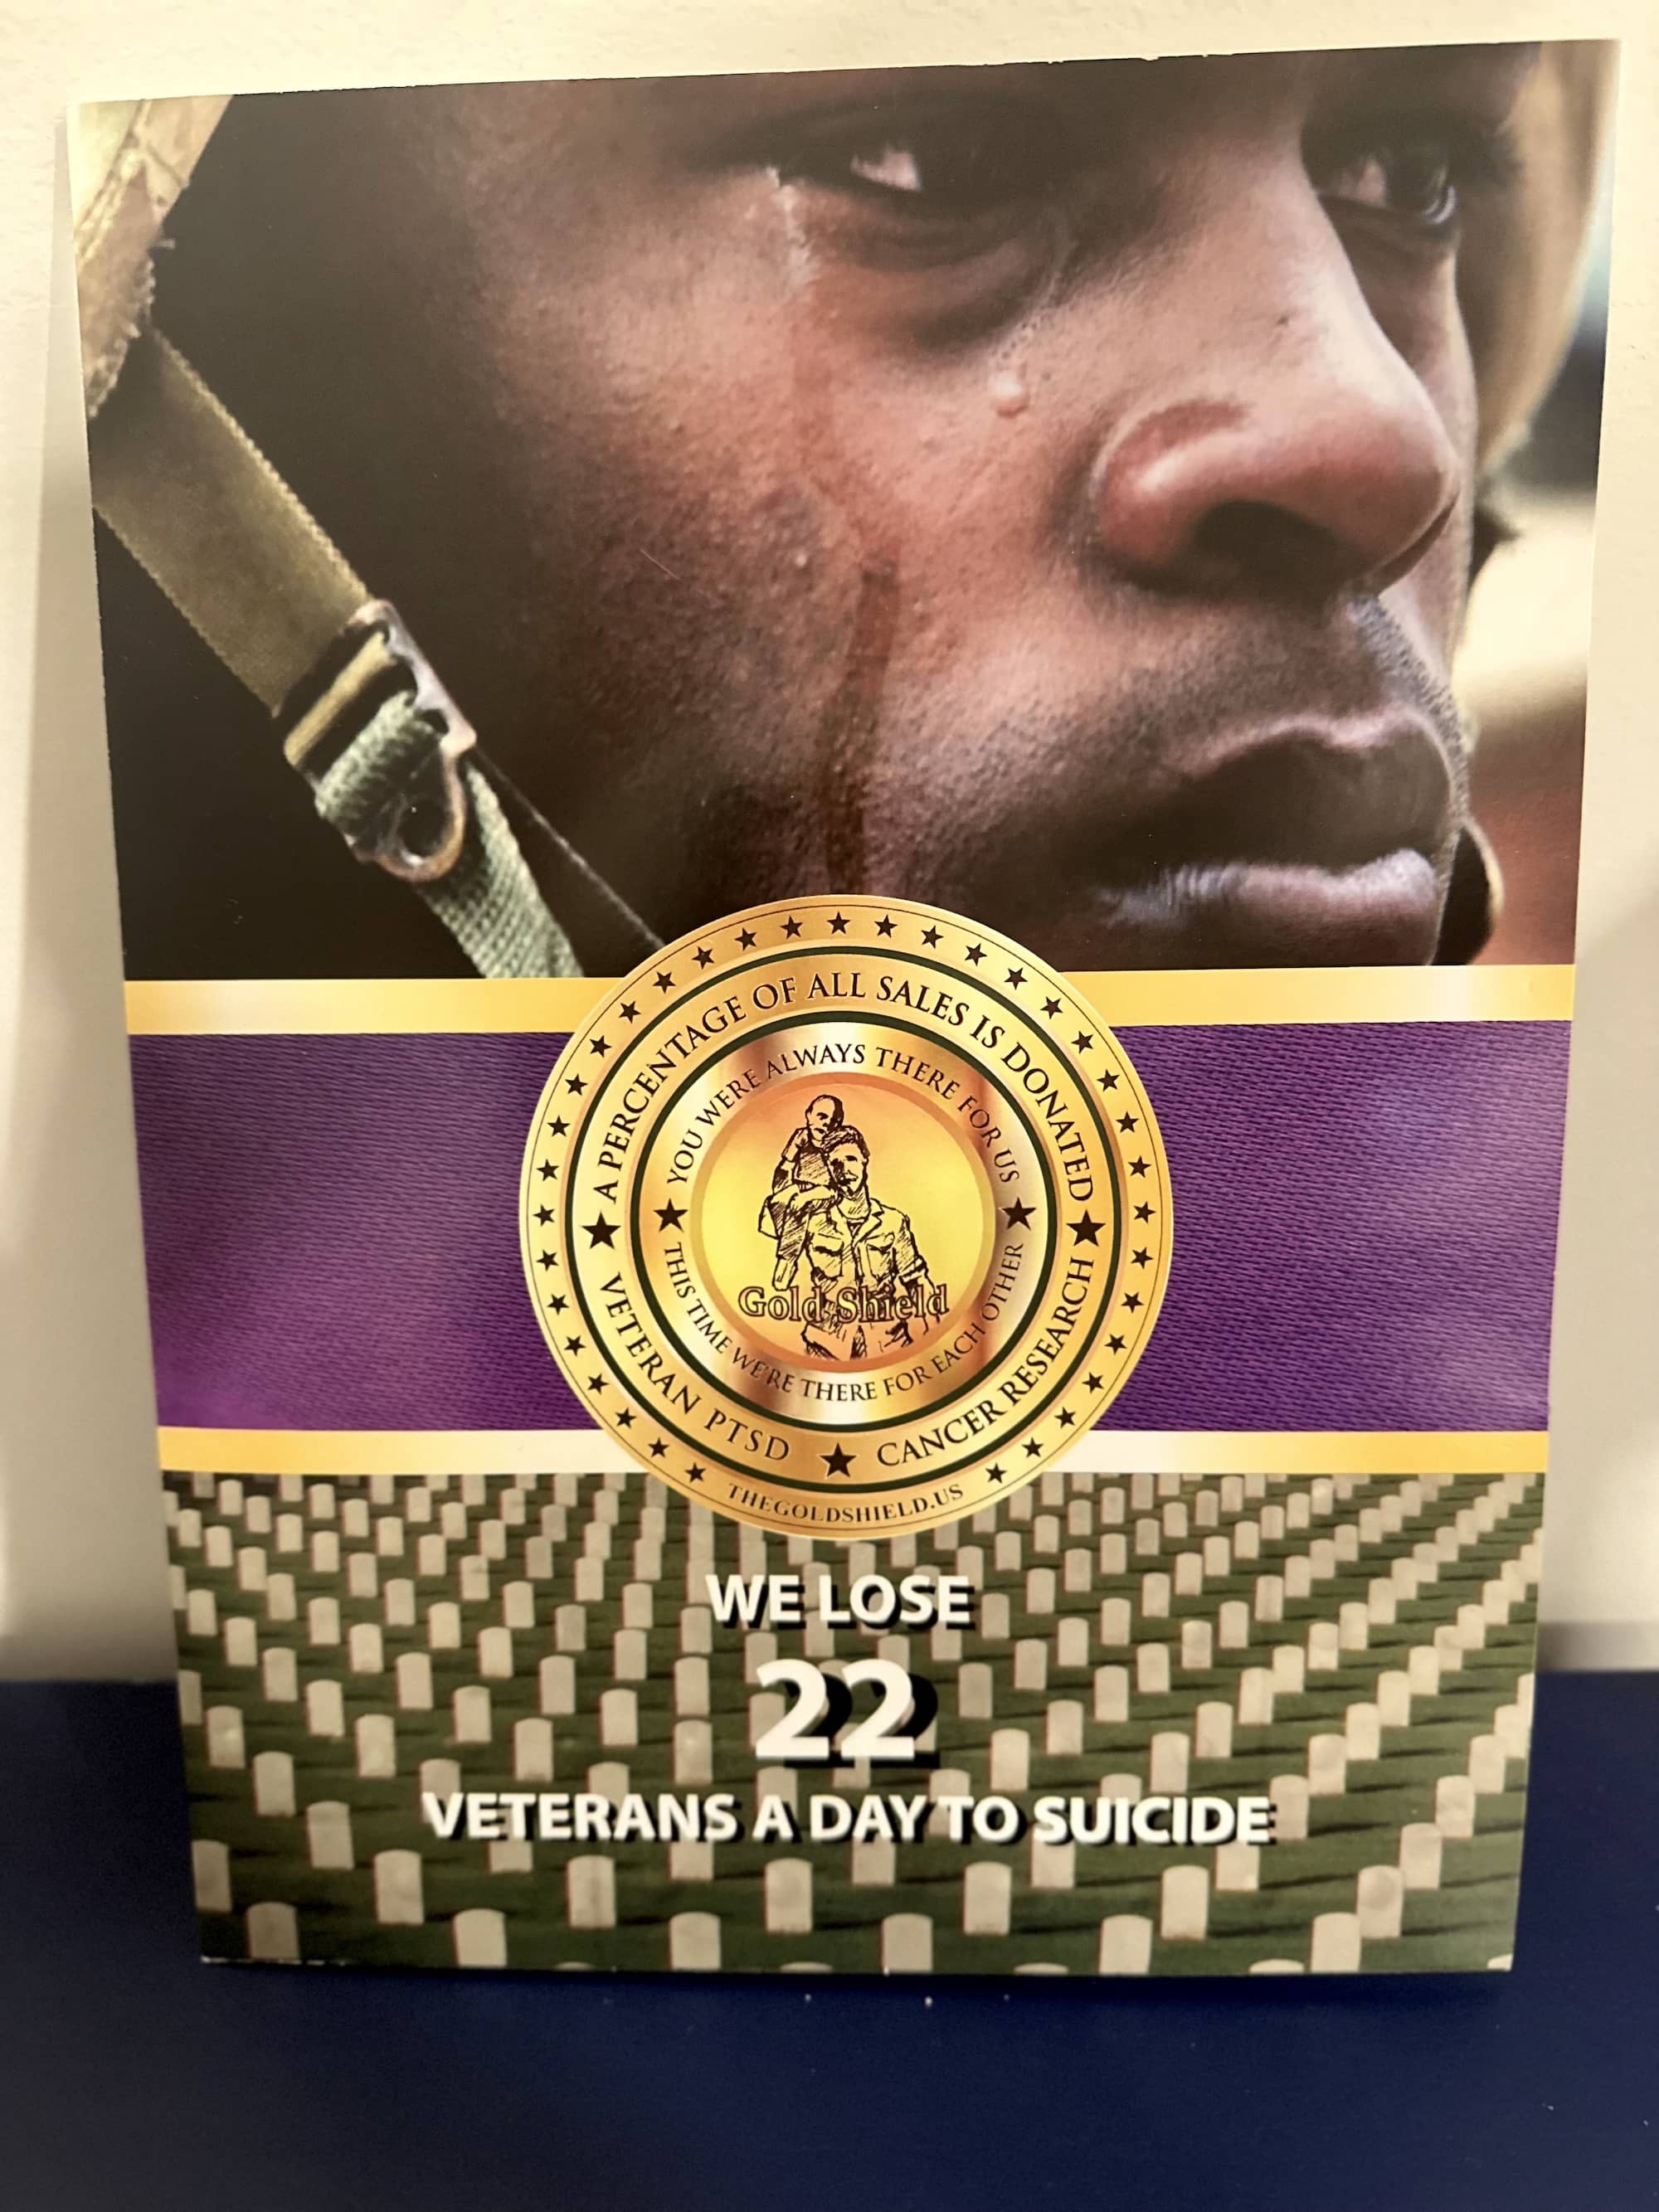 A PERCENTAGE OF ALL SALES IS DONATED
YOU WERE ALWAYS THERE FOR US
Gold Shield
THIS TIME WE'RE THERE FOR EACH OTHER
VETERAN PTSD ★ CANCER RESEARCH
THEGOLDSHIELD.US
WE LOSE
22
VETERANS A DAY TO SUICIDE